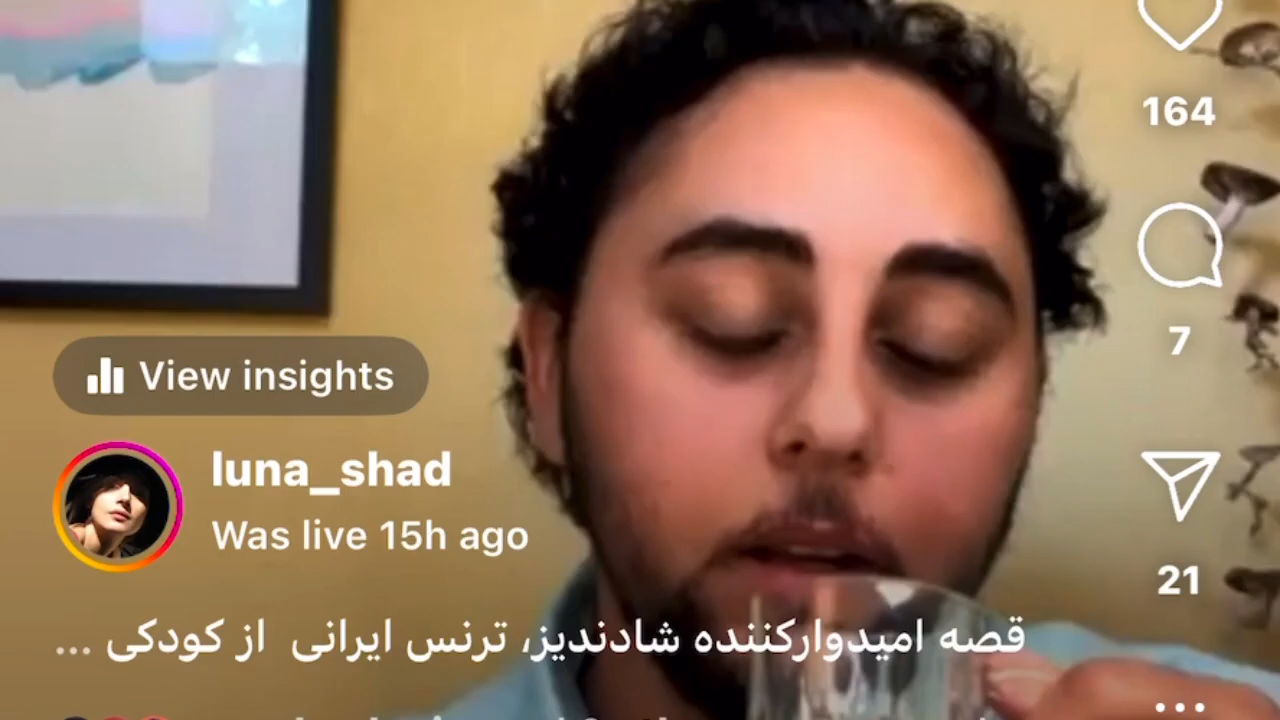 164
7
View insights
luna_shad
Was live 15h ago
21
قصه امیدوارکننده شادندیز، ترنس ایرانی از کودکی ...